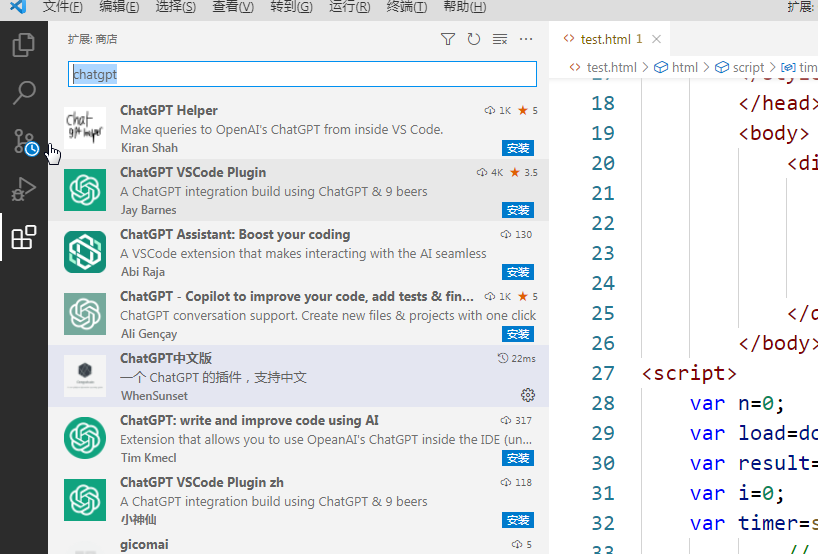 文件(F) 编辑(E) 选择(S) 查看(V) 转到(G) 运行(R) 终端(T) 帮助(H) 扩展:
扩展: 商店
chatgpt
ChatGPT Helper 1K ★ 5
Make queries to OpenAI's ChatGPT from inside VS Code.
Kiran Shah 安装
ChatGPT VSCode Plugin 4K ★ 3.5
A ChatGPT integration build using ChatGPT & 9 beers
Jay Barnes 安装
ChatGPT Assistant: Boost your coding 130
A VSCode extension that makes interacting with the AI seamless
Abi Raja 安装
ChatGPT - Copilot to improve your code, add tests & fin... 1K ★ 5
ChatGPT conversation support. Create new files & projects with one click
Ali Gençay 安装
ChatGPT中文版 22ms
一个 ChatGPT 的插件，支持中文
WhenSunset
ChatGPT: write and improve code using AI 317
Extension that allows you to use OpeanAI's ChatGPT inside the IDE (un...
Tim Kmecl 安装
ChatGPT VSCode Plugin zh 118
A ChatGPT integration build using ChatGPT & 9 beers
小神仙 安装
gicomai 5
Chat
9PT helper
<> test.html 1 ×
<> test.html > html > script > tim
17 </style
18 </head>
19 <body>
20 <di
21
22
23
24
25 </d
26 </body>
27 <script>
28 var n=0;
29 var load=do
30 var result=
31 var i=0;
32 var timer=s
33 //